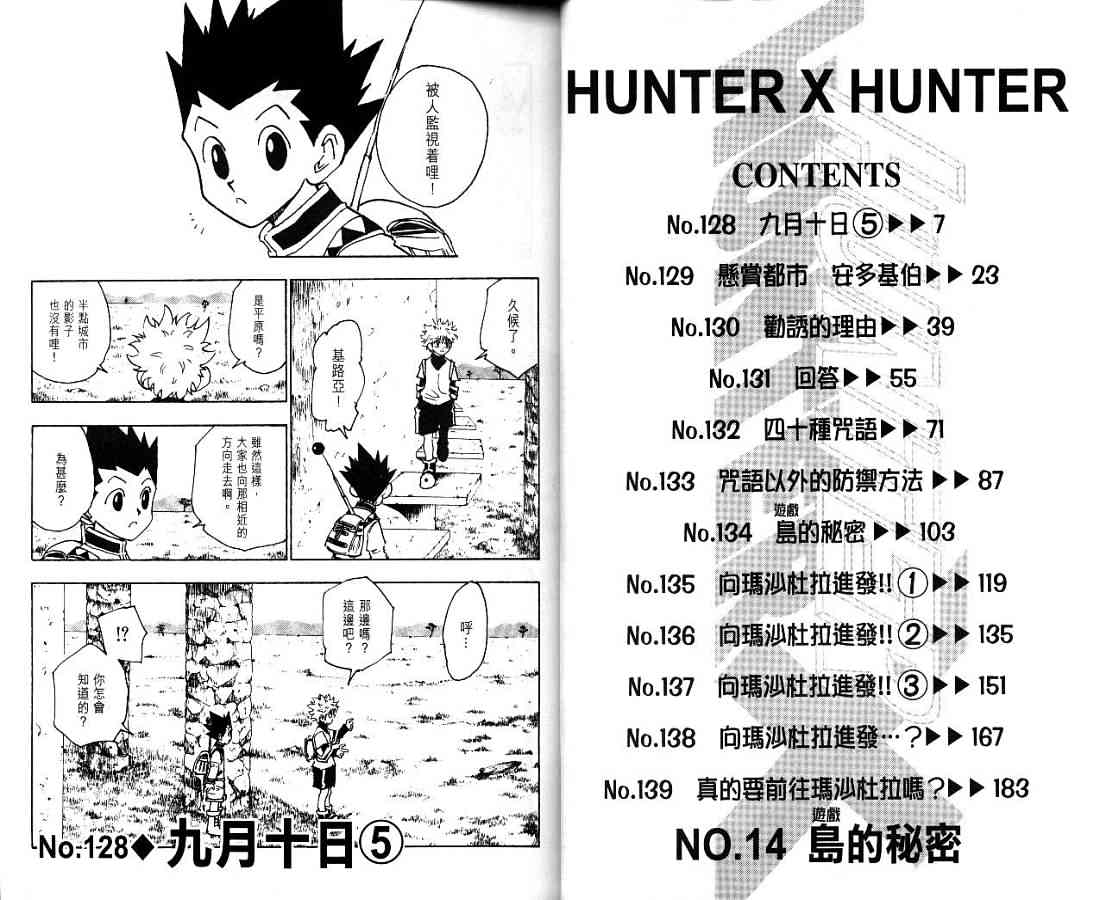 HUNTER X HUNTER
CONTENTS
No.128 九月十日⑤▶▶7
No.129 懸賞都市 安多基伯▶▶23
No.130 勸誘的理由▶▶39
No.131 回答▶▶55
No.132 四十種咒語▶▶71
No.133 咒語以外的防禦方法▶▶87
遊戲
No.134 島的秘密▶▶103
No.135 向瑪沙杜拉進發!!①▶▶119
No.136 向瑪沙杜拉進發!!②▶▶135
No.137 向瑪沙杜拉進發!!③▶▶151
No.138 向瑪沙杜拉進發…?▶▶167
No.139 真的要前往瑪沙杜拉嗎?▶▶183
遊戲
NO.14 島的秘密
被人監視着哩！
久候了。
基路亞！
是平原嗎？
半點城市
的影子
也沒有哩！
雖然這樣，
大家也向那相近的
方向走去啊。
為甚麼？
呼…
那邊嗎？
這邊吧？
!?
你怎會
知道的？
No.128◆九月十日⑤